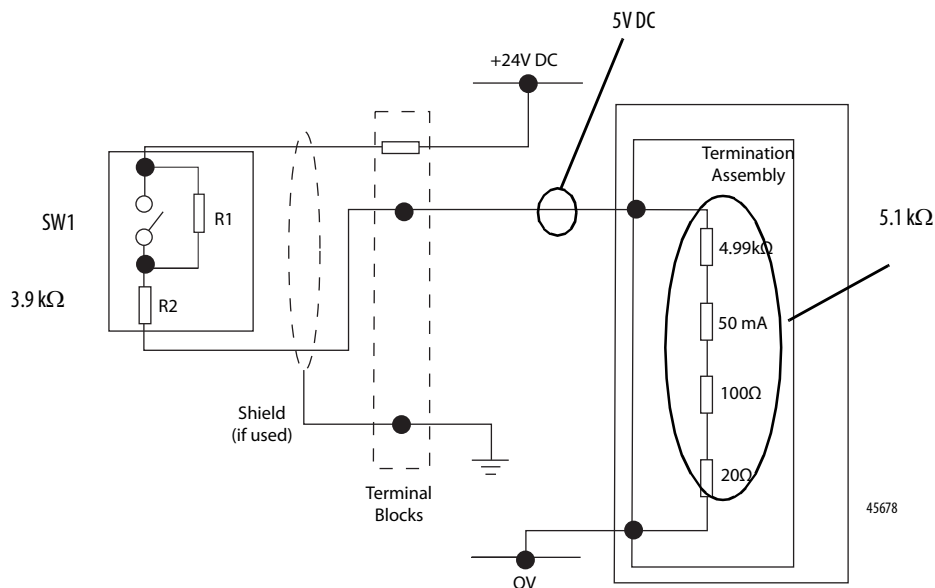 5V DC
+24V DC
Termination
Assembly
SW1
R1
5.1 kΩ
4.99kΩ
3.9 kΩ
R2
50 mA
100Ω
Shield
(if used)
20Ω
Terminal
Blocks
45678
OV